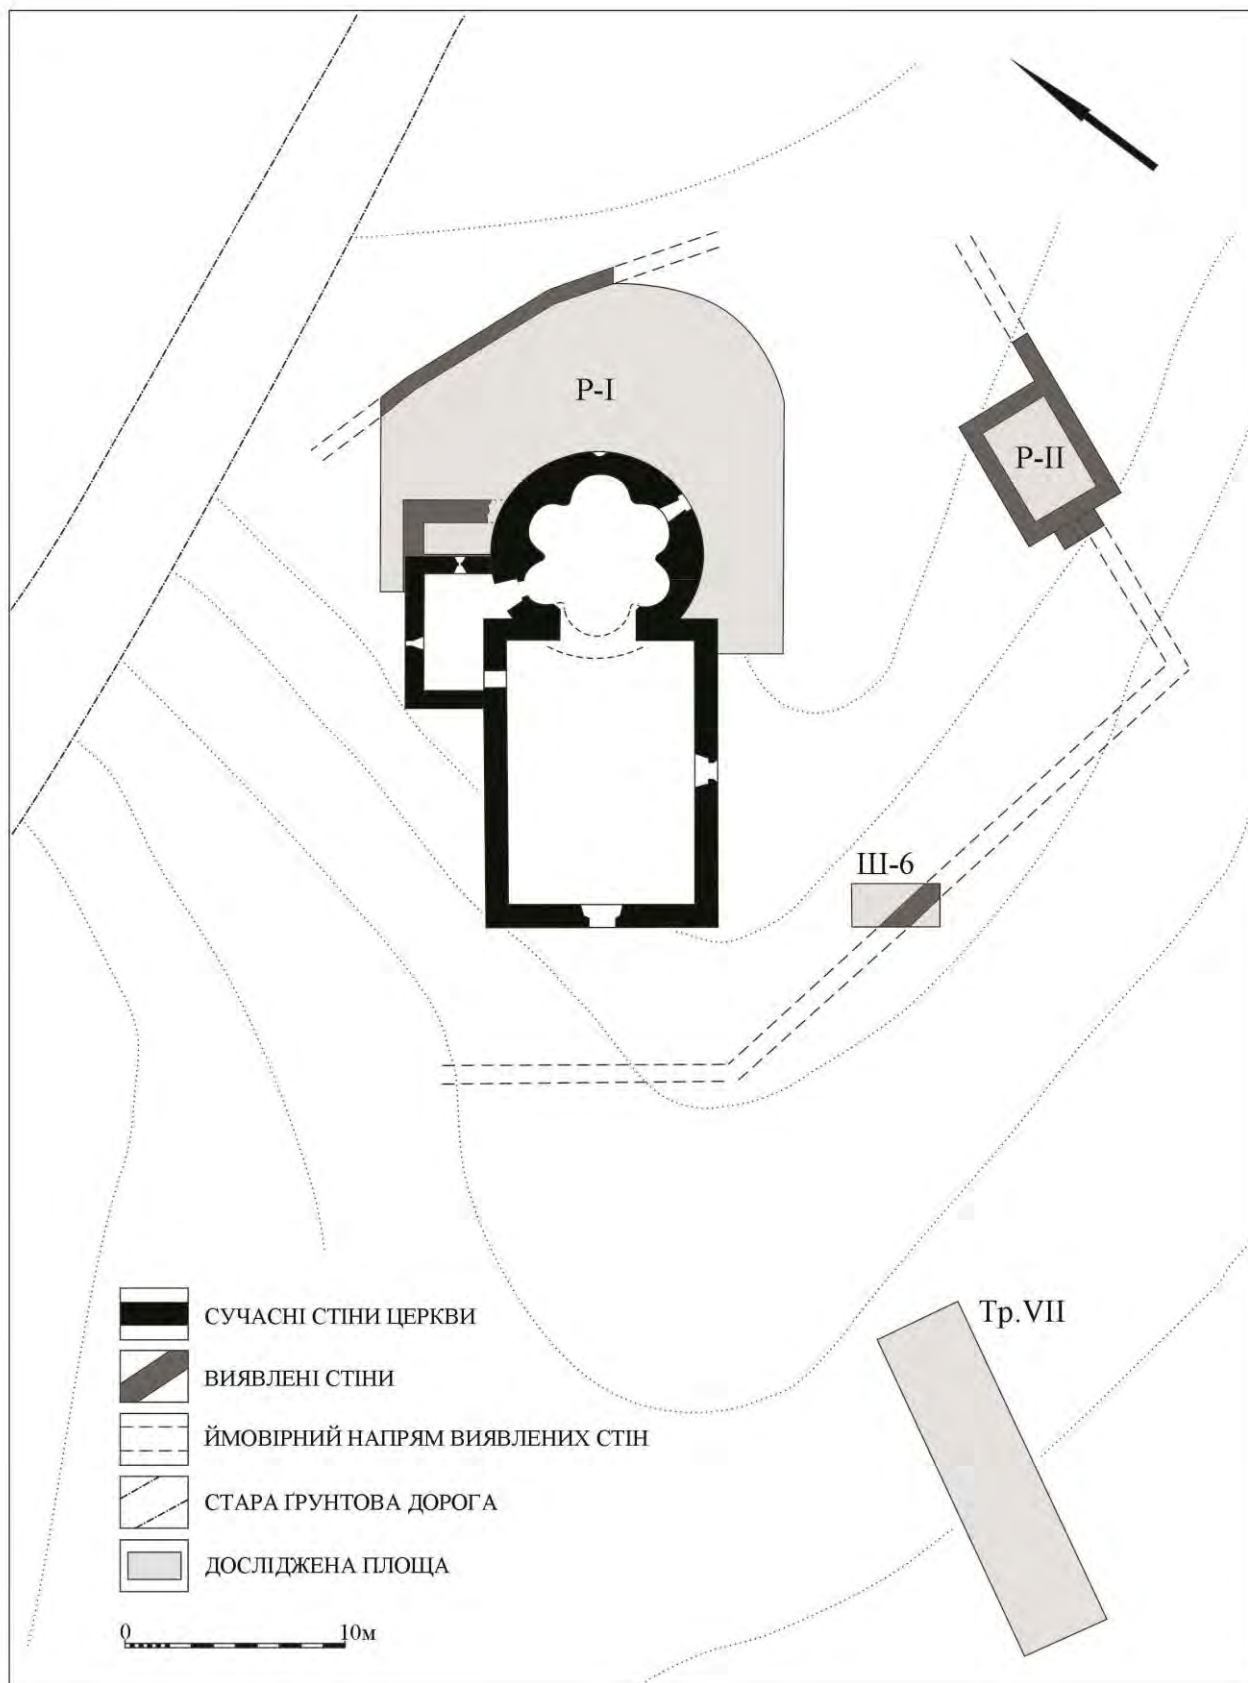 Р-І
Р-ІІ
Ш-6
Тр.VII
СУЧАСНІ СТІНИ ЦЕРКВИ
ВИЯВЛЕНІ СТІНИ
ЙМОВІРНИЙ НАПРЯМ ВИЯВЛЕНИХ СТІН
СТАРА ҐРУНТОВА ДОРОГА
ДОСЛІДЖЕНА ПЛОЩА
0 10м